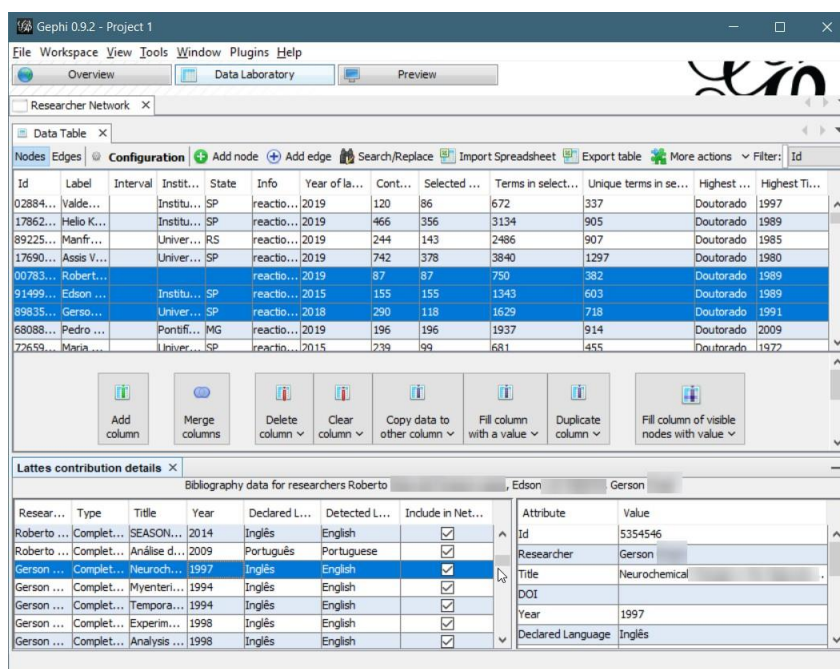 Gephi 0.9.2 - Project 1
File Workspace View Tools Window Plugins Help
Overview Data Laboratory Preview
Researcher Network X
Data Table X
Nodes Edges Configuration Add node Add edge Search/Replace Import Spreadsheet Export table More actions Filter: Id
Id Label Interval Instit... State Info Year of la... Cont... Selected ... Terms in select... Unique terms in se... Highest ... Highest Ti...
02884... Valde... Institu... SP reactio... 2019 120 86 672 337 Doutorado 1997
17862... Helio K... Institu... SP reactio... 2019 466 356 3134 905 Doutorado 1989
89225... Manfr... Univer... RS reactio... 2019 244 143 2486 907 Doutorado 1985
17690... Assis V... Univer... SP reactio... 2019 742 378 3840 1297 Doutorado 1980
00783... Robert... reactio... 2019 87 87 750 382 Doutorado 1989
91499... Edson ... Institu... SP reactio... 2015 155 155 1343 603 Doutorado 1989
89835... Gerso... Univer... SP reactio... 2018 290 118 1629 718 Doutorado 1991
68088... Pedro ... Pontifi... MG reactio... 2019 196 196 1937 914 Doutorado 2009
72659... Maria ... Univer... SP reactio... 2015 239 99 681 455 Doutorado 1972
Add column
Merge columns
Delete column
Clear column
Copy data to other column
Fill column with a value
Duplicate column
Fill column of visible nodes with value
Lattes contribution details X
Bibliography data for researchers Roberto , Edson Gerson
Resear... Type Titlle Year Declared L... Detected L... Include in Net...
Roberto ... Complet... SEASON... 2014 Inglês English
Roberto ... Complet... Análise d... 2009 Português Portuguese
Gerson ... Complet... Neuroch... 1997 Inglês English
Gerson ... Complet... Myenteri... 1994 Inglês English
Gerson ... Complet... Tempora... 1994 Inglês English
Gerson ... Complet... Experim... 1998 Inglês English
Gerson ... Complet... Analysis ... 1998 Inglês English
Attribute Value
Id 5354546
Researcher Gerson
Title Neurochemical
DOI
Year 1997
Declared Language Inglês